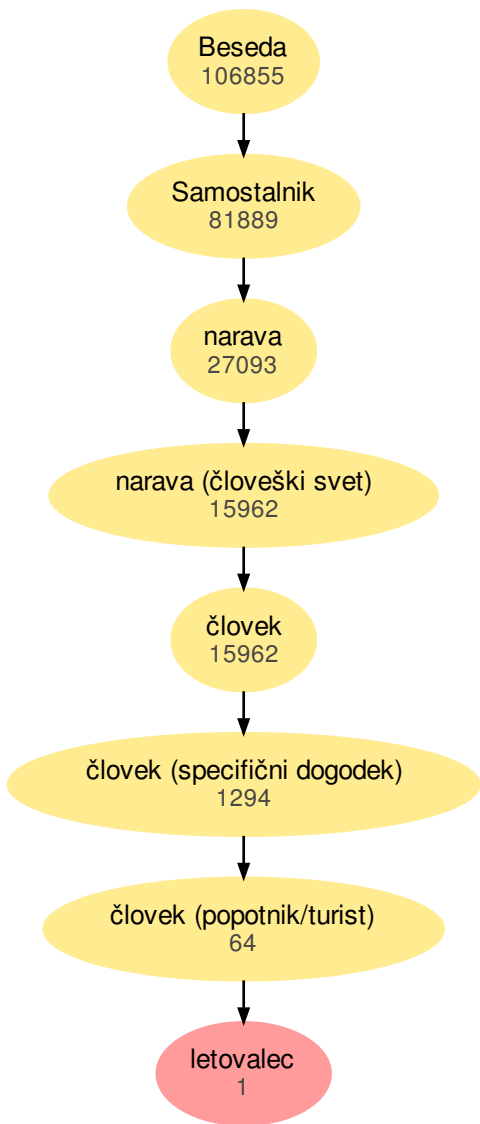 Beseda
106855
Samostalnik
81889
narava
27093
narava (človeški svet)
15962
človek
15962
človek (specifični dogodek)
1294
človek (popotnik/turist)
64
letovalec
1